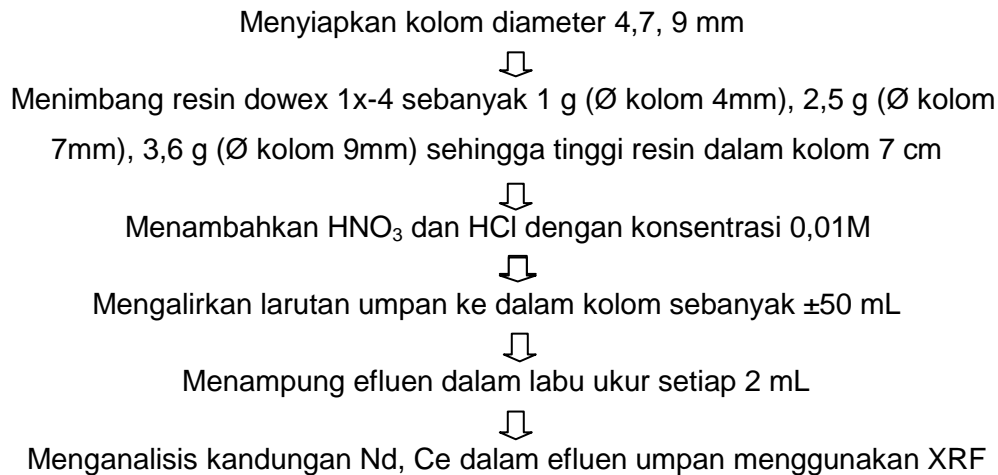 Menyiapkan kolom diameter 4,7, 9 mm
Menimbang resin dowex 1x-4 sebanyak 1 g (Ø kolom 4mm), 2,5 g (Ø kolom
7mm), 3,6 g (Ø kolom 9mm) sehingga tinggi resin dalam kolom 7 cm
Menambahkan HNO₃ dan HCl dengan konsentrasi 0,01M
Mengalirkan larutan umpan ke dalam kolom sebanyak ±50 mL
Menampung efluen dalam labu ukur setiap 2 mL
Menganalisis kandungan Nd, Ce dalam efluen umpan menggunakan XRF